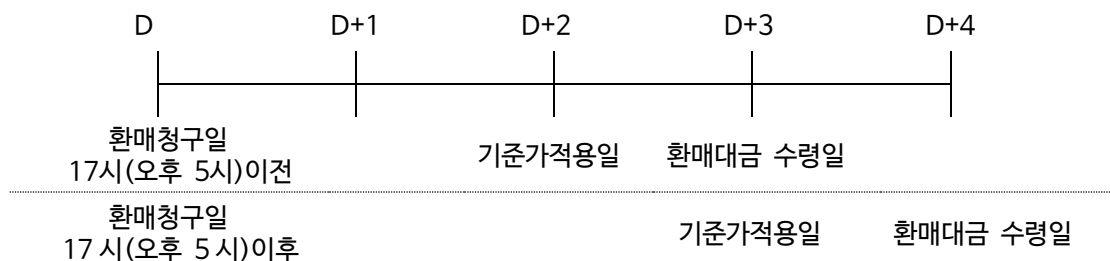 D D+1 D+2 D+3 D+4
환매청구일
17시(오후 5시)이전
기준가적용일 환매대금 수령일
환매청구일
17 시(오후 5 시)이후
기준가적용일 환매대금 수령일